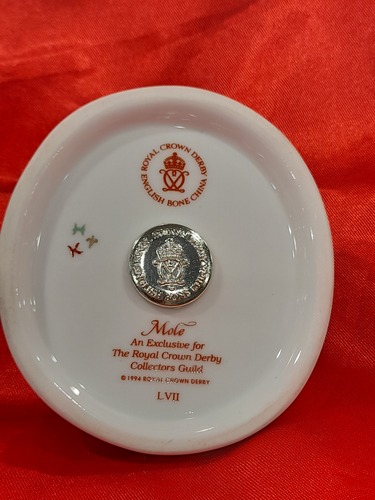 ROYAL CROWN DERBY
ENGLISH BONE CHINA
Mole
An Exclusive for
The Royal Crown Derby
Collectors Guild
© 1994 ROYAL CROWN DERBY
LVII